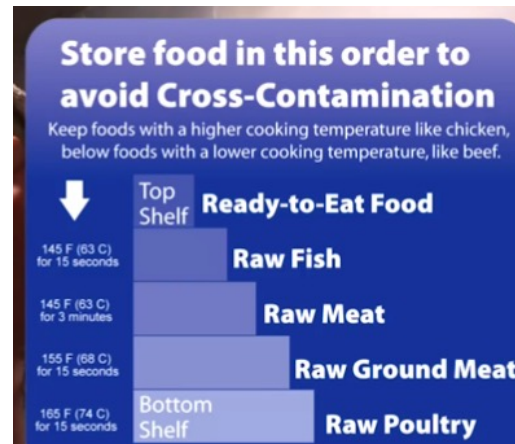 Store food in this order to
avoid Cross-Contamination
Keep foods with a higher cooking temperature like chicken,
below foods with a lower cooking temperature, like beef.
Top
Shelf
Ready-to-Eat Food
145 F (63 C)
for 15 seconds
Raw Fish
145 F (63 C)
for 3 minutes
Raw Meat
155 F (68 C)
for 15 seconds
Raw Ground Meat
165 F (74 C)
for 15 seconds
Bottom
Shelf
Raw Poultry